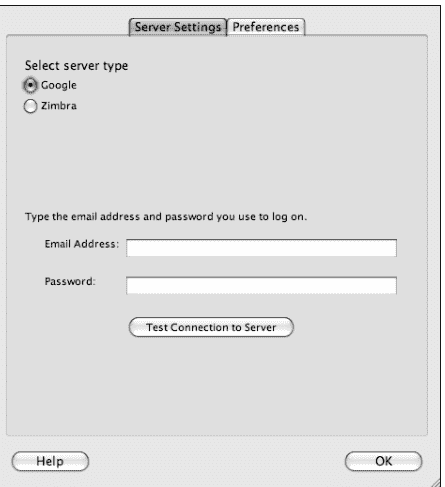 Server Settings Preferences
Select server type
Google
Zimbra
Type the email address and password you use to log on.
Email Address:
Password:
Test Connection to Server
Help OK